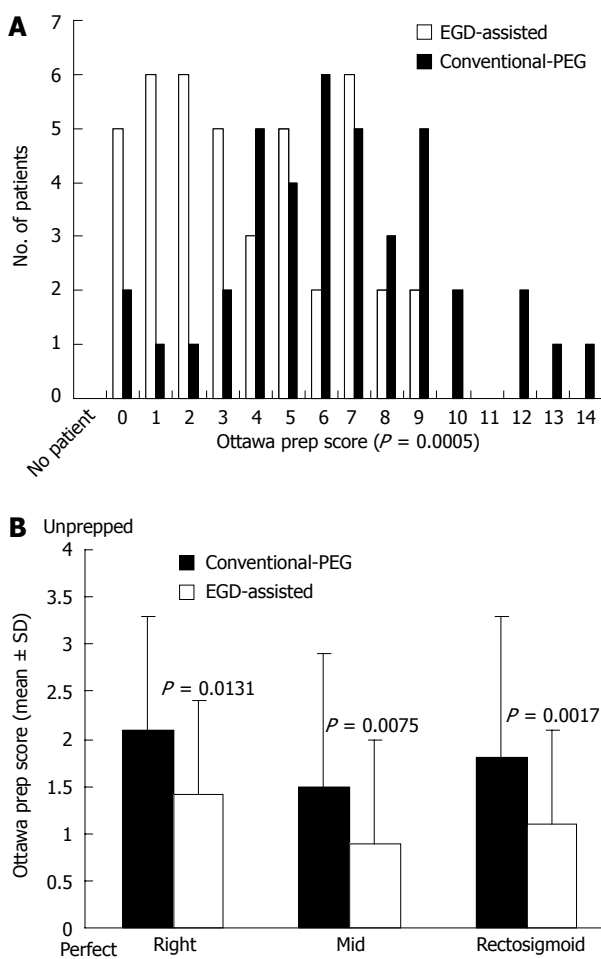 A
7
6
5
4
3
2
1
0
No. of patients
EGD-assisted
Conventional-PEG
No patient
0 1 2 3 4 5 6 7 8 9 10 11 12 13 14
Ottawa prep score (P = 0.0005)
B
Unprepped
4
3.5
3
2.5
2
1.5
1
0.5
0
Ottawa prep score (mean ± SD)
Conventional-PEG
EGD-assisted
P = 0.0131
P = 0.0075
P = 0.0017
Perfect
Right Mid Rectosigmoid